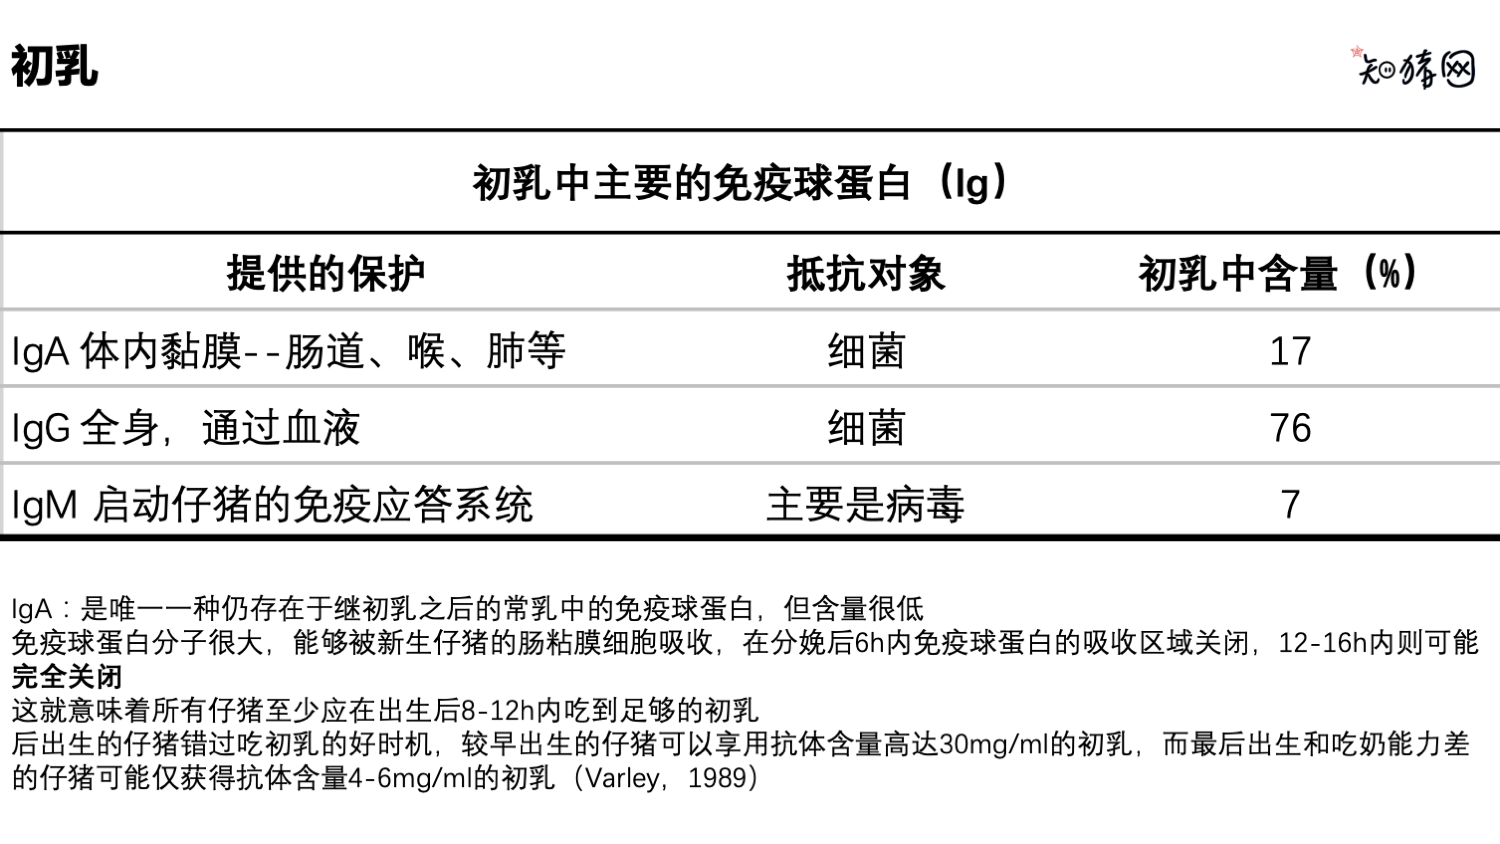 初乳
知猪网
初乳中主要的免疫球蛋白（Ig）
提供的保护 抵抗对象 初乳中含量（%）
IgA 体内黏膜--肠道、喉、肺等 细菌 17
IgG 全身，通过血液 细菌 76
IgM 启动仔猪的免疫应答系统 主要是病毒 7
IgA：是唯一一种仍存在于继初乳之后的常乳中的免疫球蛋白，但含量很低
免疫球蛋白分子很大，能够被新生仔猪的肠粘膜细胞吸收，在分娩后6h内免疫球蛋白的吸收区域关闭，12-16h内则可能
完全关闭
这就意味着所有仔猪至少应在出生后8-12h内吃到足够的初乳
后出生的仔猪错过吃初乳的好时机，较早出生的仔猪可以享用抗体含量高达30mg/ml的初乳，而最后出生和吃奶能力差
的仔猪可能仅获得抗体含量4-6mg/ml的初乳（Varley，1989）